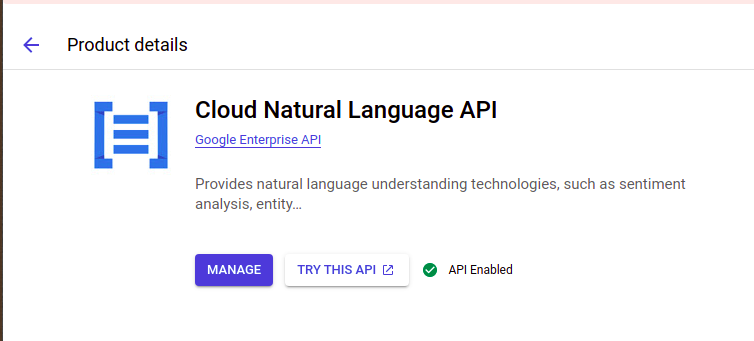 Product details
Cloud Natural Language API
Google Enterprise API
Provides natural language understanding technologies, such as sentiment
analysis, entity...
MANAGE TRY THIS API API Enabled